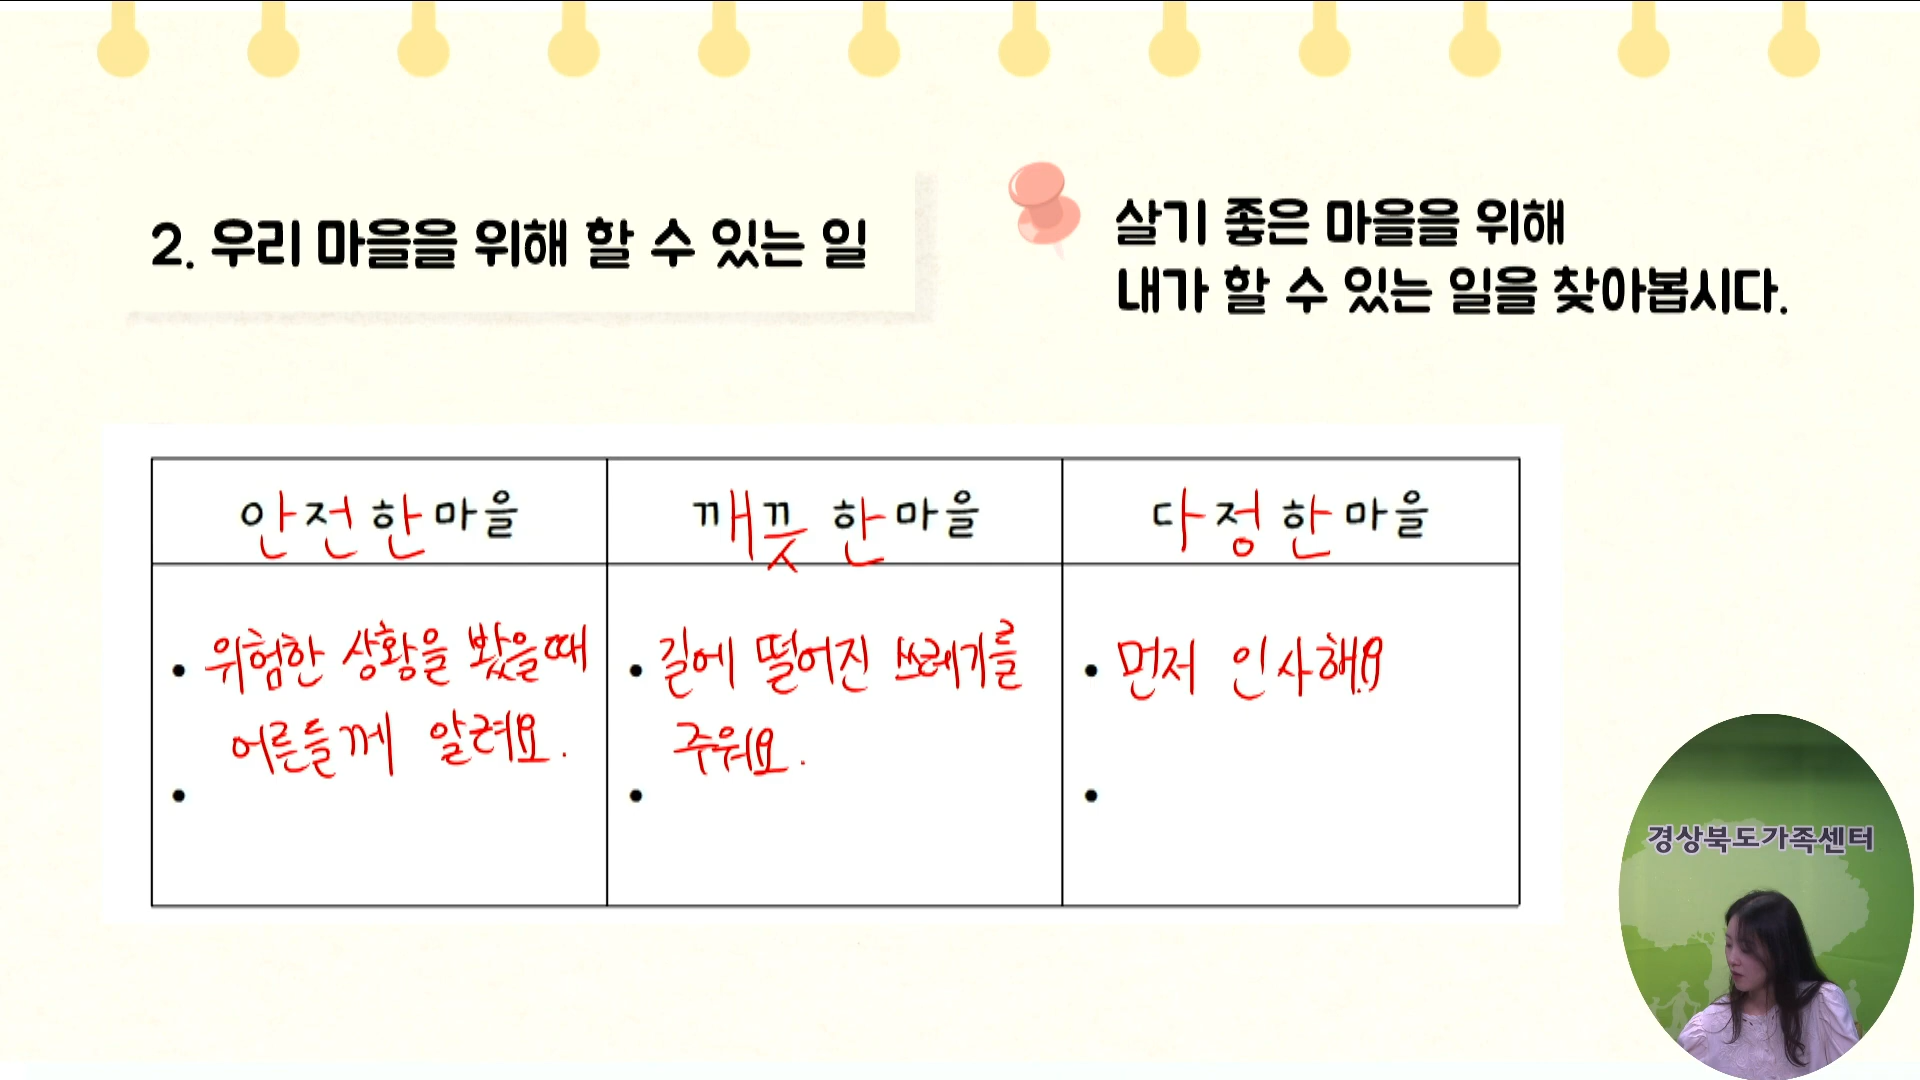 2. 우리 마을을 위해 할 수 있는 일
살기 좋은 마을을 위해
내가 할 수 있는 일을 찾아봅시다.
안전한 마을
깨끗한 마을
다정한 마을
• 위험한 상황을 봤을때
어른들께 알려요.
•
• 길에 떨어진 쓰레기를
주워요.
•
• 먼저 인사해요
•
경상북도가족센터